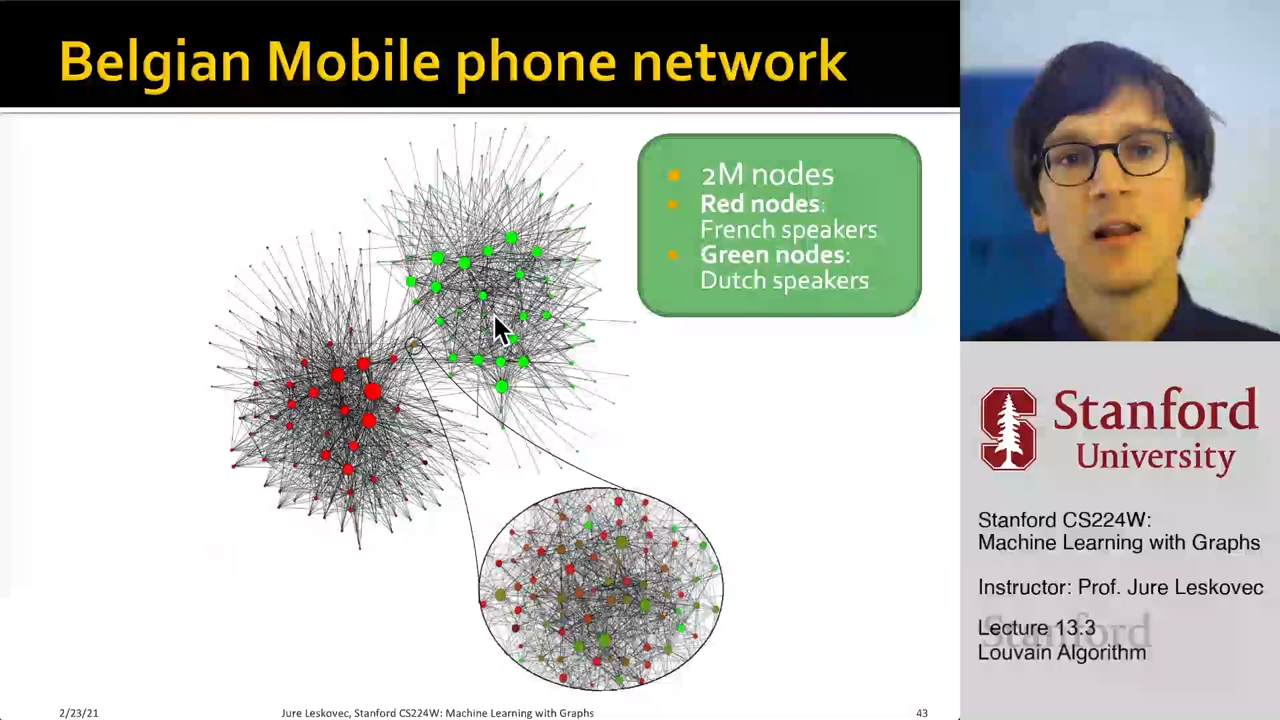 Belgian Mobile phone network
2M nodes
Red nodes:
French speakers
Green nodes:
Dutch speakers
Stanford
University
Stanford CS224W:
Machine Learning with Graphs
Instructor: Prof. Jure Leskovec
Lecture 13.3
Stanford
Louvain Algorithm
2/23/21
Jure Leskovec, Stanford CS224W: Machine Learning with Graphs
43